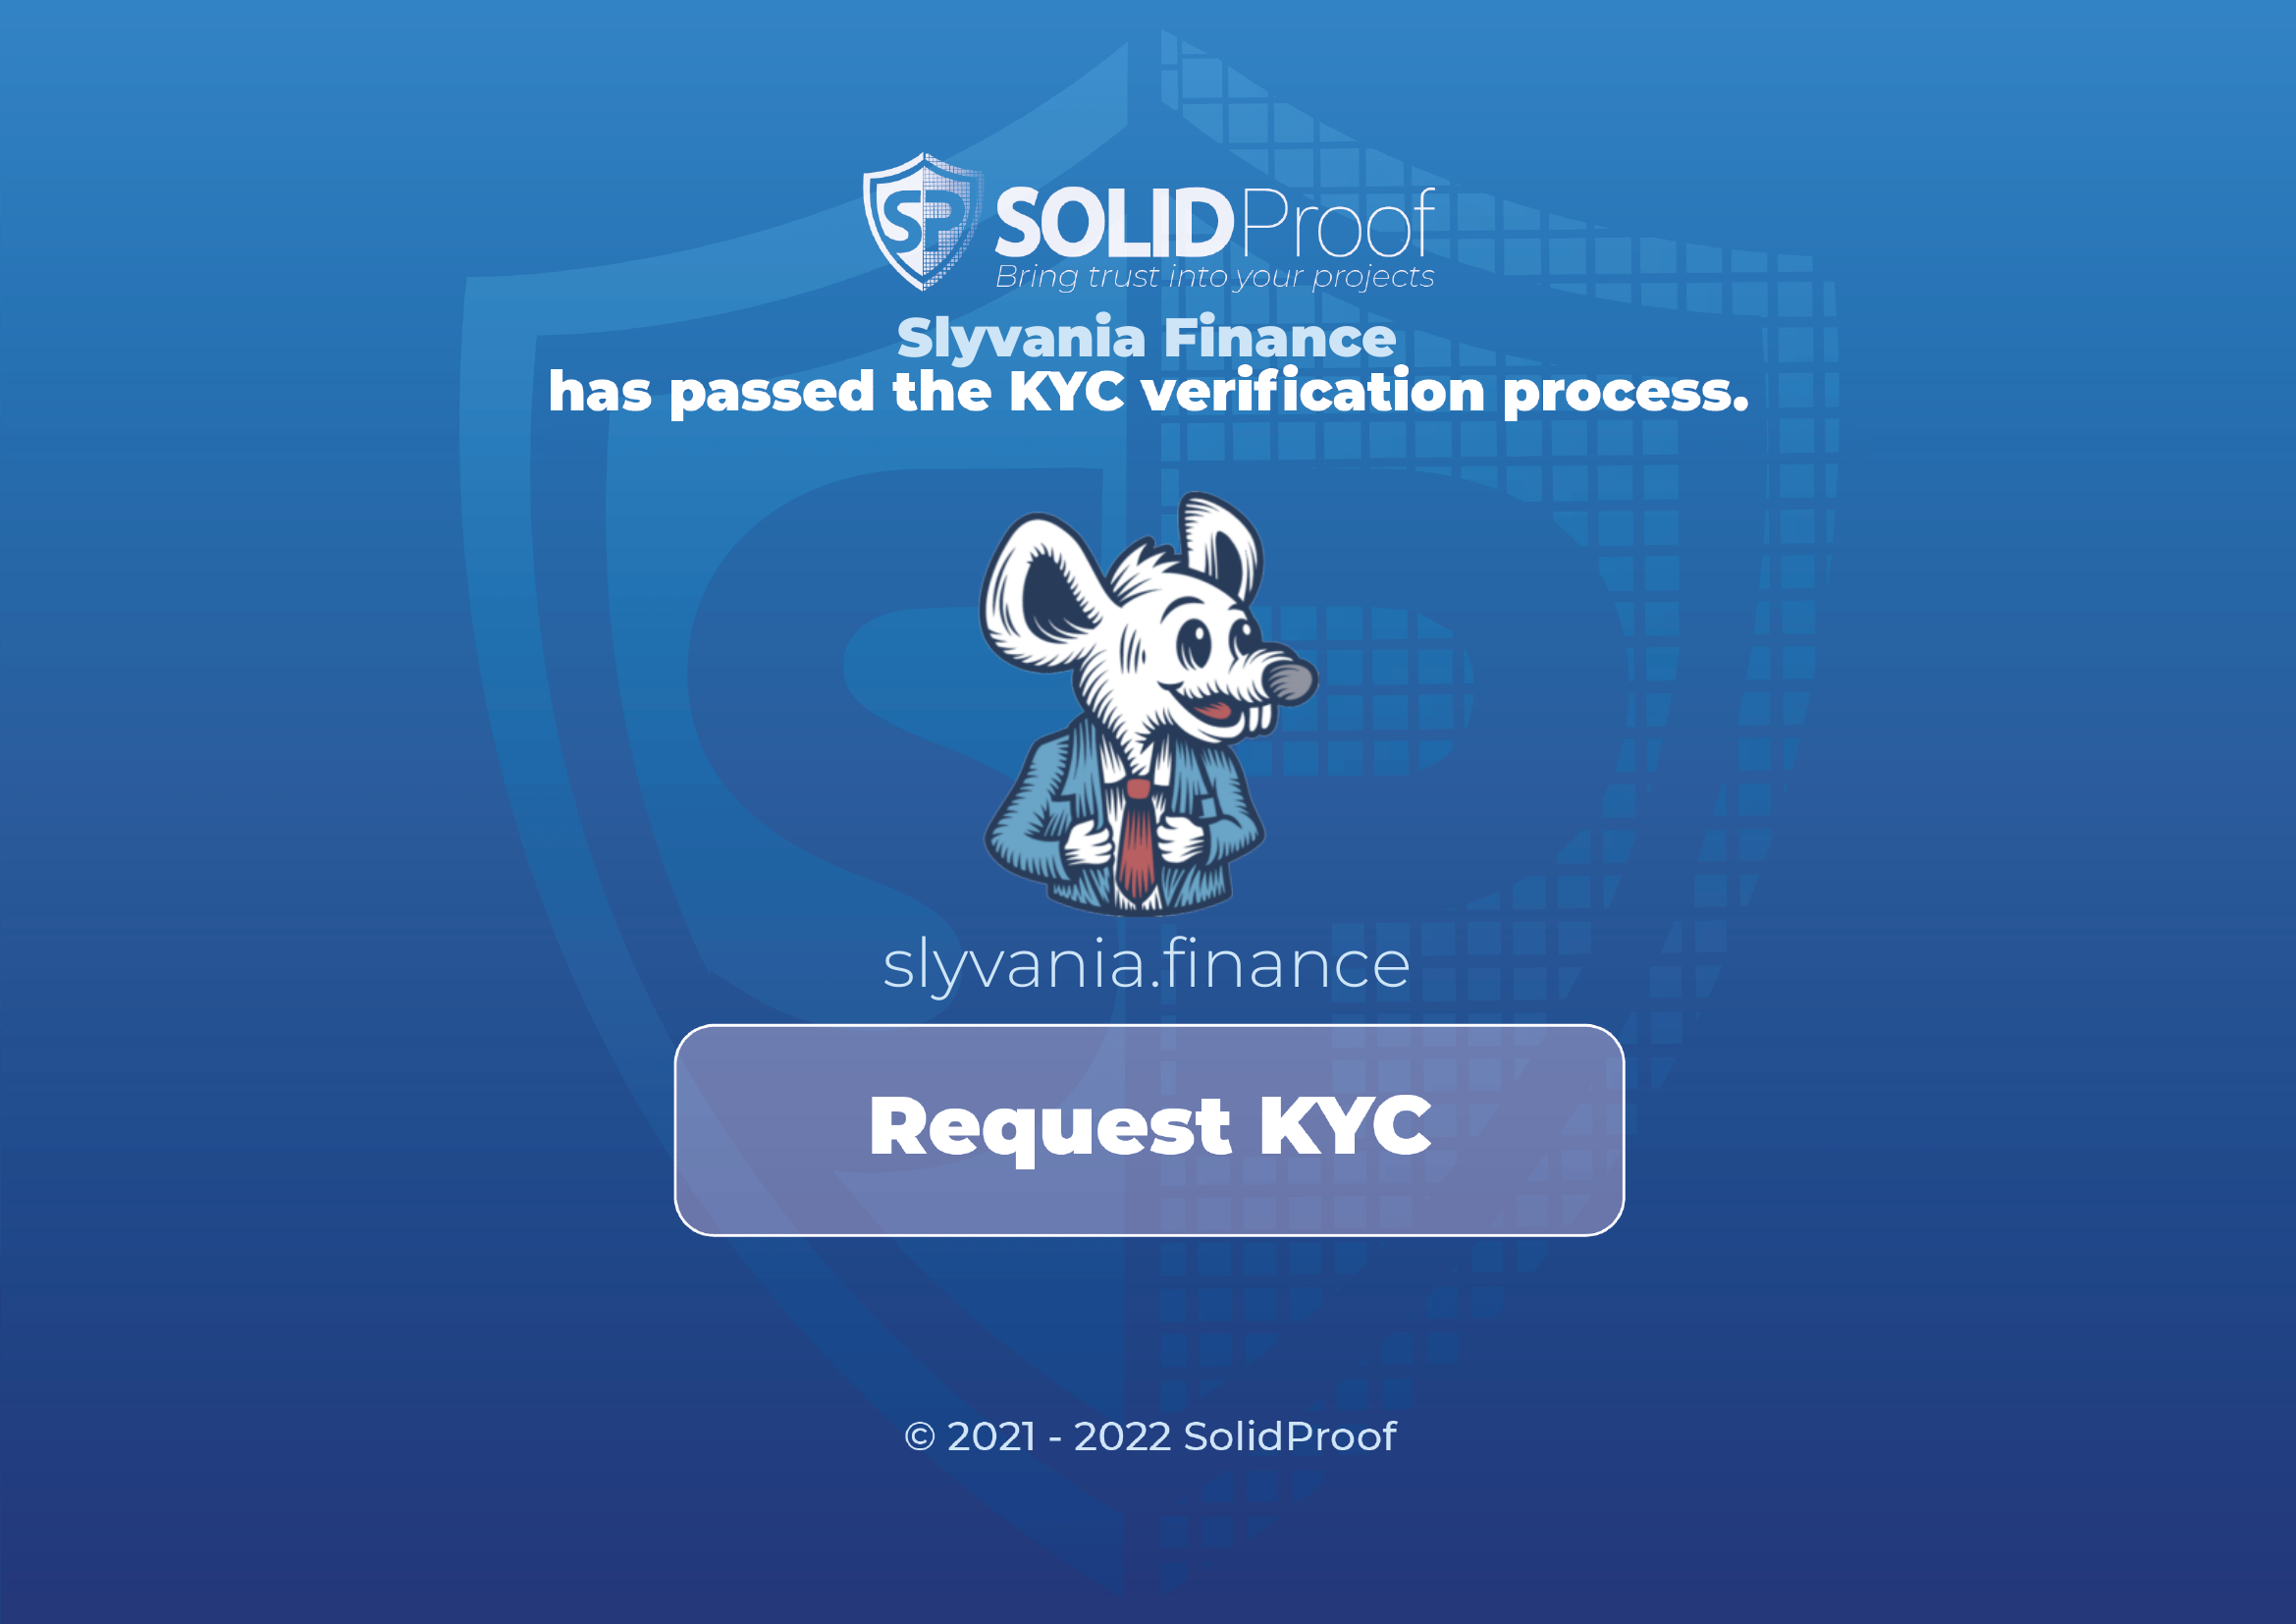 SP SOLIDProof
Bring trust into your projects
Slyvania Finance
has passed the KYC verification process.
slyvania.finance
Request KYC
© 2021 - 2022 SolidProof